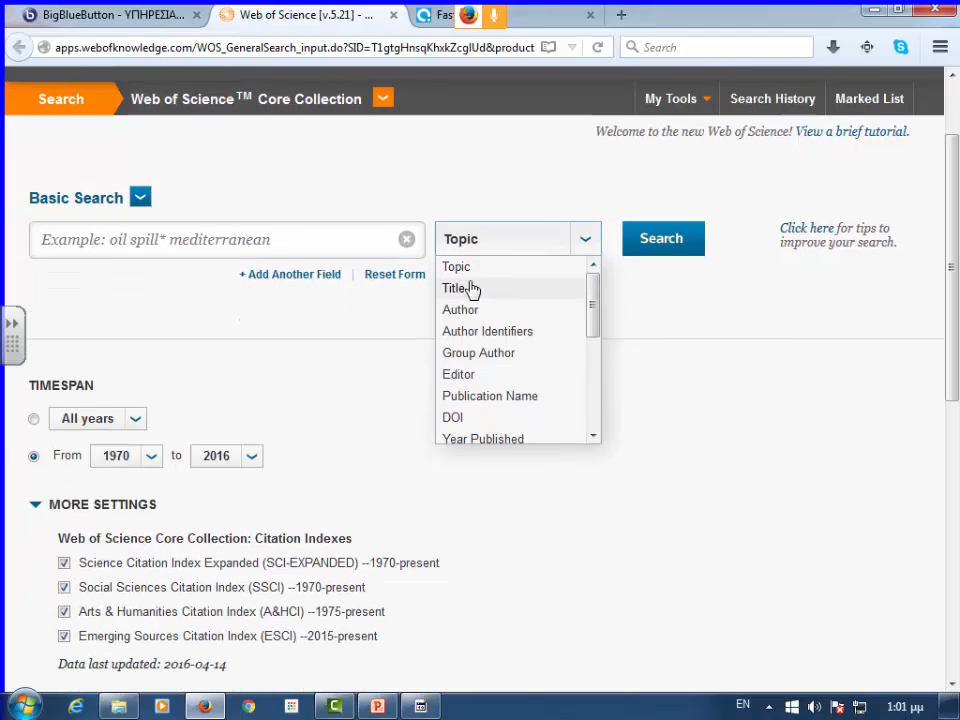 BigBlueButton - ΥΠΗΡΕΣΙΑ...
Web of Science [v.5.21] - ...
Fas
apps.webofknowledge.com/WOS_GeneralSearch_input.do?SID=T1gtgHnsqKhxkZcglUd&product
Search
Search
Web of Science™ Core Collection
My Tools
Search History
Marked List
Welcome to the new Web of Science! View a brief tutorial.
Basic Search
Example: oil spill* mediterranean
Topic
Search
Click here for tips to
improve your search.
+ Add Another Field
Reset Form
Topic
Title
Author
Author Identifiers
Group Author
Editor
Publication Name
DOI
Year Published
TIMESPAN
All years
From 1970 to 2016
MORE SETTINGS
Web of Science Core Collection: Citation Indexes
Science Citation Index Expanded (SCI-EXPANDED) --1970-present
Social Sciences Citation Index (SSCI) --1970-present
Arts & Humanities Citation Index (A&HCI) --1975-present
Emerging Sources Citation Index (ESCI) --2015-present
Data last updated: 2016-04-14
EN
1:01 μμ